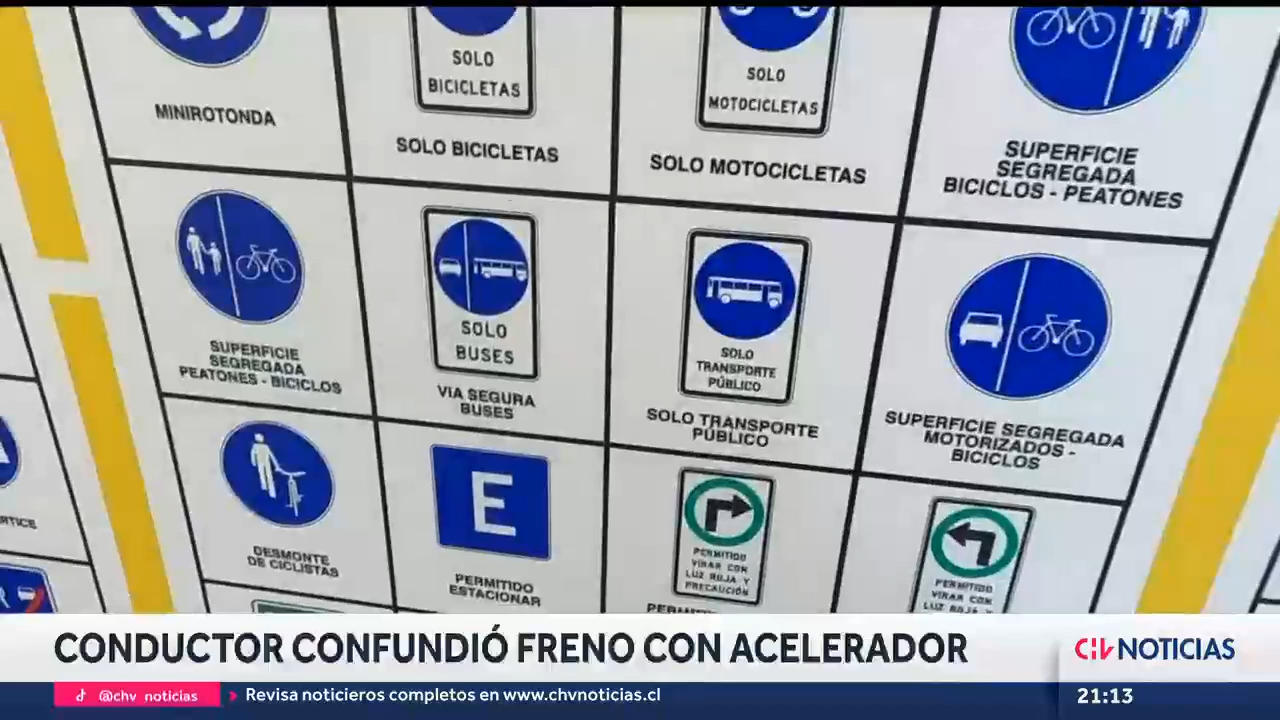 SOLO
BICICLETAS
SOLO
MOTOCICLETAS
MINIROTONDA
SOLO BICICLETAS
SOLO MOTOCICLETAS
SUPERFICIE
SEGREGADA
BICICLOS - PEATONES
SOLO
BUSES
SOLO
TRANSPORTE
PÚBLICO
SUPERFICIE
SEGREGADA
PEATONES - BICICLOS
VIA SEGURA
BUSES
SOLO TRANSPORTE
PÚBLICO
SUPERFICIE SEGREGADA
MOTORIZADOS -
BICICLOS
E
PERMITIDO
VIRAR CON
LUZ ROJA Y
PRECAUCIÓN
PERMITIDO
VIRAR CON
LUZ ROJA Y
DESMONTE
DE CICLISTAS
PERMITIDO
ESTACIONAR
CONDUCTOR CONFUNDIÓ FRENO CON ACELERADOR
CHV NOTICIAS
@chv_noticias
Revisa noticieros completos en www.chvnoticias.cl
21:13